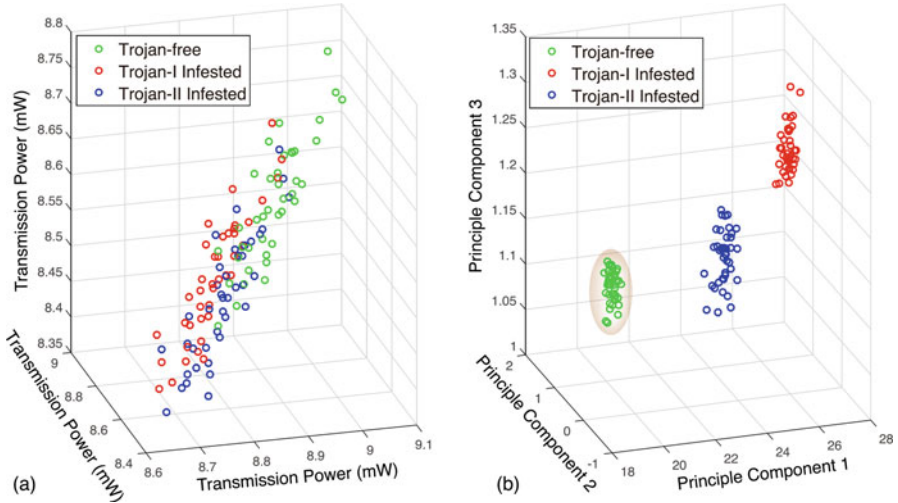 8.8
8.75
8.7
8.65
8.6
8.55
8.5
8.45
8.4
8.35
Transmission Power (mW)
Trojan-free
Trojan-I Infested
Trojan-II Infested
9
8.8
8.6
8.4
Transmission Power (mW)
8.6
8.7
8.8
8.9
9
9.1
Transmission Power (mW)
(a)
1.35
1.3
1.25
1.2
1.15
1.1
1.05
1
Principle Component 3
Trojan-free
Trojan-I Infested
Trojan-II Infested
2
1
0
-1
Principle Component 2
18
20
22
24
26
28
Principle Component 1
(b)